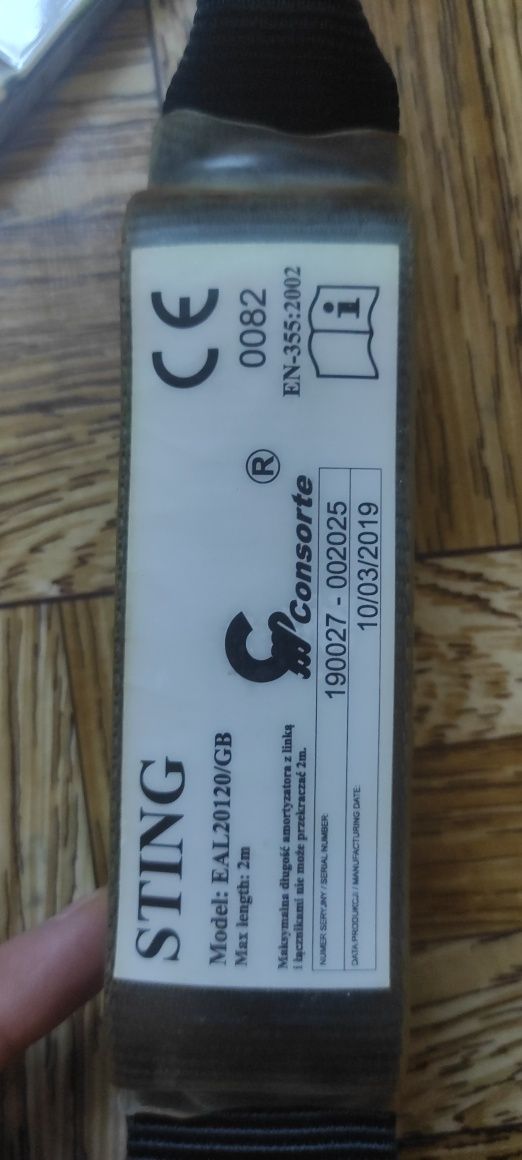 STING
Model: EAL20120/GB
Max length: 2m
Maksymalna długość amortyzatora z linką
i łącznikami nie może przekraczać 2m.
consorte ®
CE
0082
EN-355:2002
i
NUMER SERYJNY / SERIAL NUMBER: 190027 - 002025
DATA PRODUKCJI / MANUFACTURING DATE: 10/03/2019